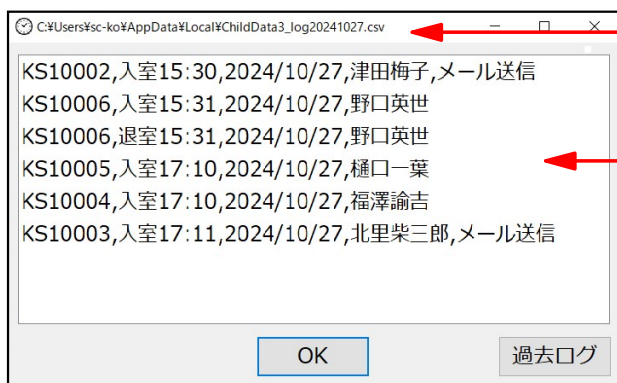 C:¥Users¥sc-ko¥AppData¥Local¥ChildData3_log20241027.csv
KS10002,入室15:30,2024/10/27,津田梅子,メール送信
KS10006,入室15:31,2024/10/27,野口英世
KS10006,退室15:31,2024/10/27,野口英世
KS10005,入室17:10,2024/10/27,樋口一葉
KS10004,入室17:10,2024/10/27,福澤諭吉
KS10003,入室17:11,2024/10/27,北里柴三郎,メール送信
OK
過去ログ